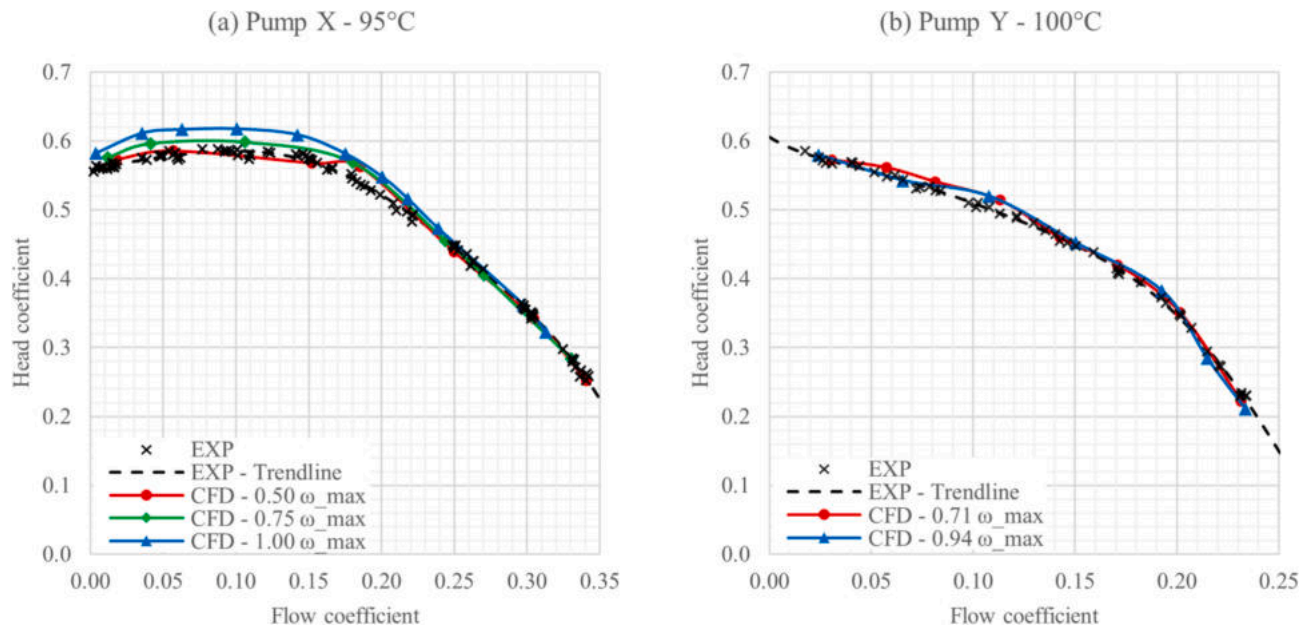 (a) Pump X - 95°C
0.7
0.6
0.5
0.4
0.3
0.2
0.1
0.0
Head coefficient
EXP
EXP - Trendline
CFD - 0.50 ω_max
CFD - 0.75 ω_max
CFD - 1.00 ω_max
0.00 0.05 0.10 0.15 0.20 0.25 0.30 0.35
Flow coefficient
(b) Pump Y - 100°C
0.7
0.6
0.5
0.4
0.3
0.2
0.1
0.0
Head coefficient
EXP
EXP - Trendline
CFD - 0.71 ω_max
CFD - 0.94 ω_max
0.00 0.05 0.10 0.15 0.20 0.25
Flow coefficient